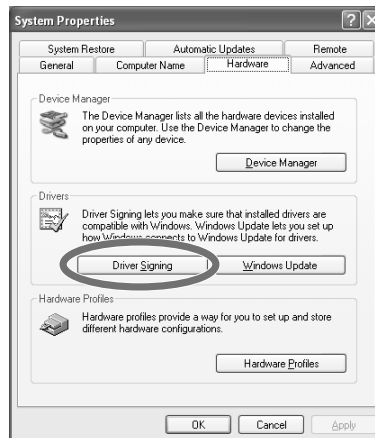 System Properties
System Restore Automatic Updates Remote
General Computer Name Hardware Advanced
Device Manager
The Device Manager lists all the hardware devices installed
on your computer. Use the Device Manager to change the
properties of any device.
Device Manager
Drivers
Driver Signing lets you make sure that installed drivers are
compatible with Windows. Windows Update lets you set up
how Windows connects to Windows Update for drivers.
Driver Signing Windows Update
Hardware Profiles
Hardware profiles provide a way for you to set up and store
different hardware configurations.
Hardware Profiles
OK Cancel Apply